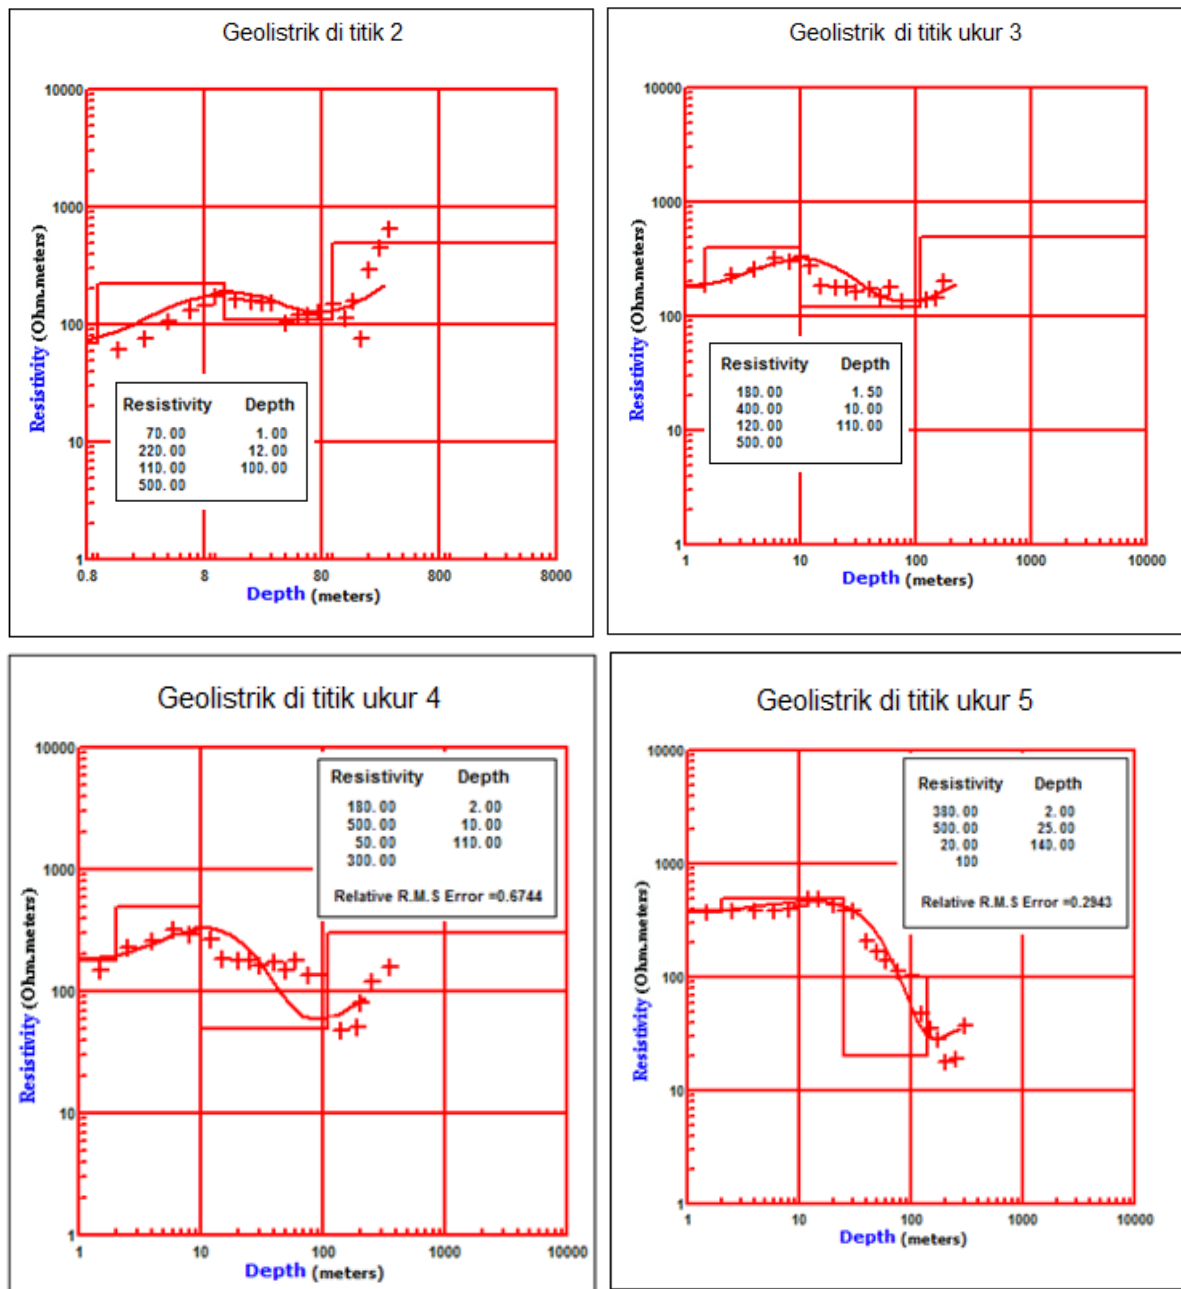 Geolistrik di titik 2
10000
1000
100
10
1
Resistivity (Ohm.meters)
Resistivity Depth
70.00 1.00
220.00 12.00
110.00 100.00
500.00
0.8 8 80 800 8000
Depth (meters)
Geolistrik di titik ukur 3
10000
1000
100
10
1
Resistivity (Ohm.meters)
Resistivity Depth
180.00 1.50
400.00 10.00
120.00 110.00
500.00
1 10 100 1000 10000
Depth (meters)
Geolistrik di titik ukur 4
10000
1000
100
10
1
Resistivity (Ohm.meters)
Resistivity Depth
180.00 2.00
500.00 10.00
50.00 110.00
300.00
Relative R.M.S Error =0.6744
1 10 100 1000 10000
Depth (meters)
Geolistrik di titik ukur 5
10000
1000
100
10
1
Resistivity (Ohm.meters)
Resistivity Depth
380.00 2.00
500.00 25.00
20.00 140.00
100
Relative R.M.S Error =0.2943
1 10 100 1000 10000
Depth (meters)